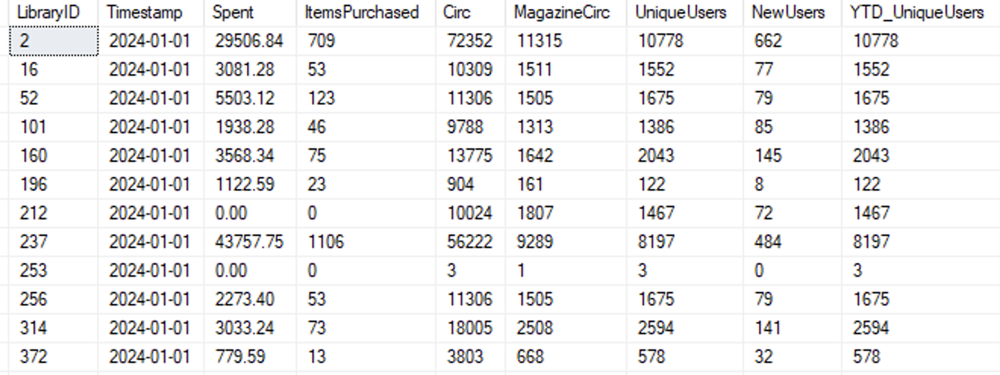 LibraryID Timestamp Spent ItemsPurchased Circ MagazineCirc UniqueUsers NewUsers YTD_UniqueUsers
2 2024-01-01 29506.84 709 72352 11315 10778 662 10778
16 2024-01-01 3081.28 53 10309 1511 1552 77 1552
52 2024-01-01 5503.12 123 11306 1505 1675 79 1675
101 2024-01-01 1938.28 46 9788 1313 1386 85 1386
160 2024-01-01 3568.34 75 13775 1642 2043 145 2043
196 2024-01-01 1122.59 23 904 161 122 8 122
212 2024-01-01 0.00 0 10024 1807 1467 72 1467
237 2024-01-01 43757.75 1106 56222 9289 8197 484 8197
253 2024-01-01 0.00 0 3 1 3 0 3
256 2024-01-01 2273.40 53 11306 1505 1675 79 1675
314 2024-01-01 3033.24 73 18005 2508 2594 141 2594
372 2024-01-01 779.59 13 3803 668 578 32 578